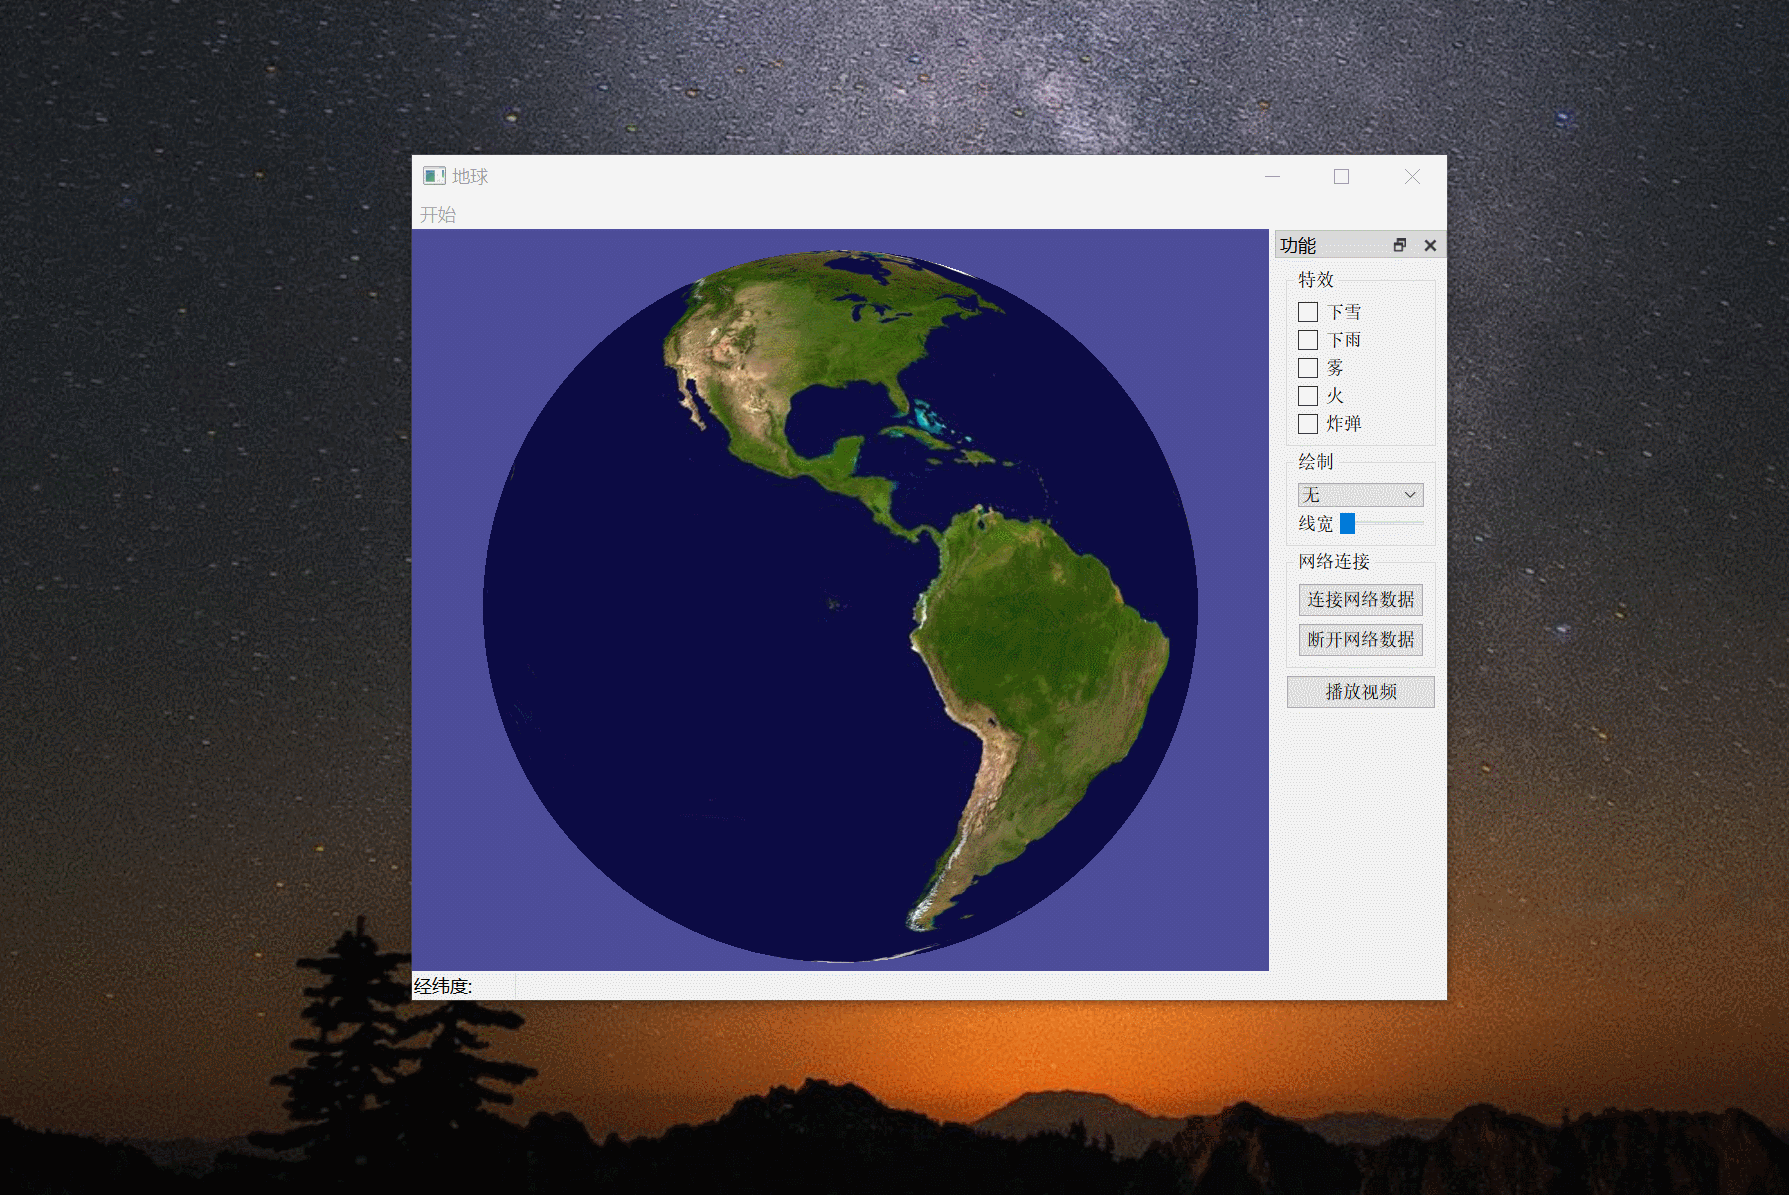 地球
开始
功能
特效
下雪
下雨
雾
火
炸弹
绘制
无
线宽
网络连接
连接网络数据
断开网络数据
播放视频
经纬度: